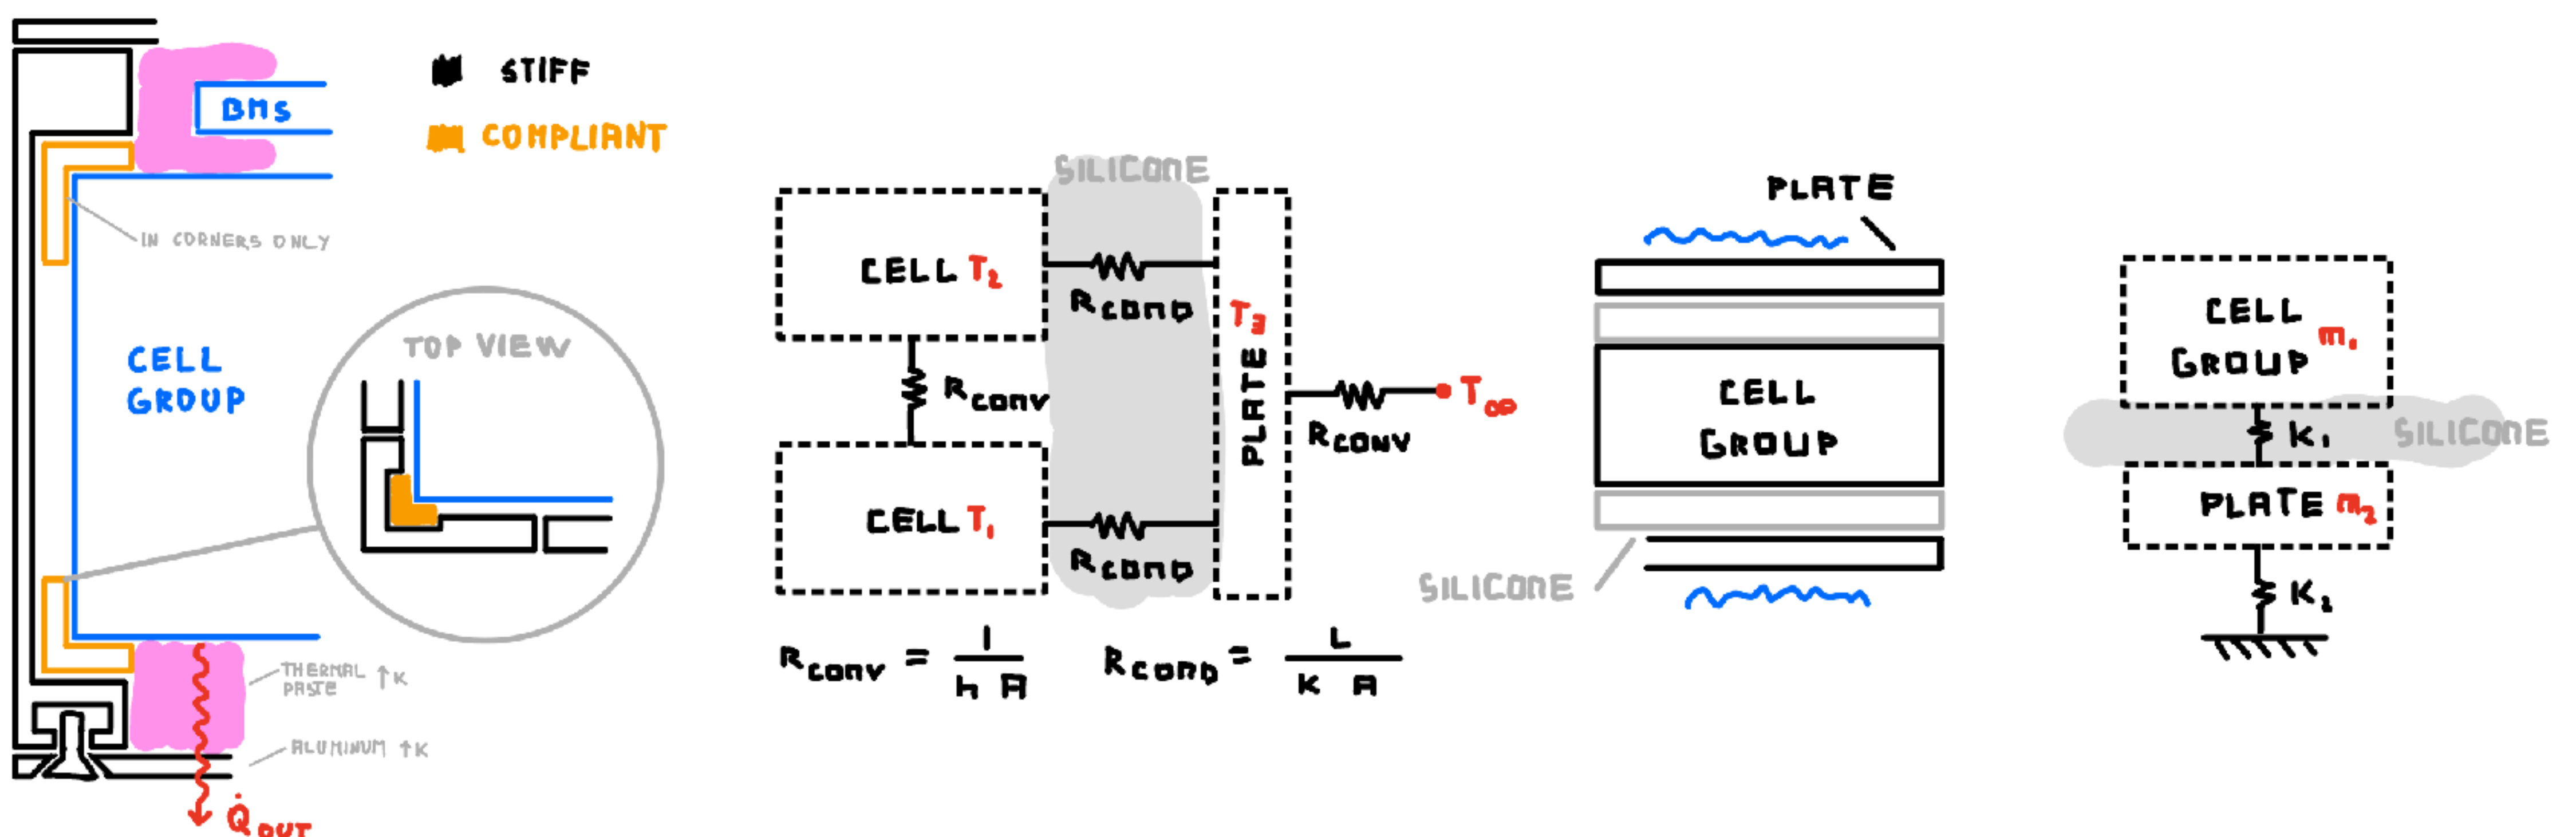 BMS
STIFF
COMPLIANT
IN CORNERS ONLY
CELL
GROUP
TOP VIEW
THERMAL ↑K
PASTE
ALUMINUM ↑K
Q̇OUT
SILICONE
CELL T₂
RCOND
T₃
PLATE
RCONV
RCONV
T∞
CELL T₁
RCOND
RCONV = 1 / h A
RCOND = L / K A
PLATE
CELL
GROUP
SILICONE
CELL
GROUP m₁
K₁ SILICONE
PLATE m₂
K₂